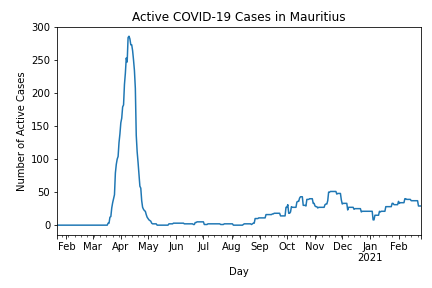 Active COVID-19 Cases in Mauritius
300
250
200
150
100
50
0
Number of Active Cases
Feb Mar Apr May Jun Jul Aug Sep Oct Nov Dec Jan Feb
2021
Day